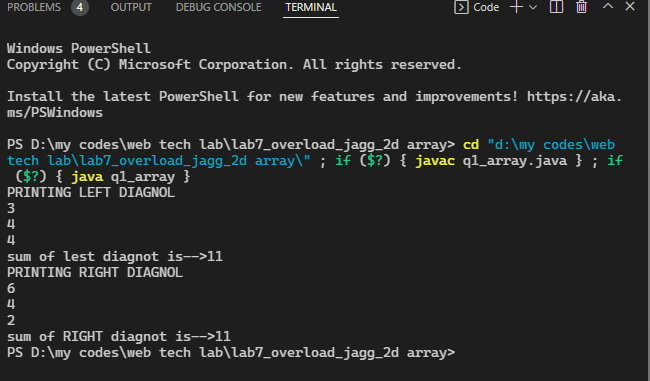 PROBLEMS 4 OUTPUT DEBUG CONSOLE TERMINAL Code
Windows PowerShell
Copyright (C) Microsoft Corporation. All rights reserved.
Install the latest PowerShell for new features and improvements! https://aka.
ms/PSWindows
PS D:\my codes\web tech lab\lab7_overload_jagg_2d array> cd "d:\my codes\web
tech lab\lab7_overload_jagg_2d array\" ; if ($?) { javac q1_array.java } ; if
($?) { java q1_array }
PRINTING LEFT DIAGNOL
3
4
4
sum of lest diagnot is-->11
PRINTING RIGHT DIAGNOL
6
4
2
sum of RIGHT diagnot is-->11
PS D:\my codes\web tech lab\lab7_overload_jagg_2d array>